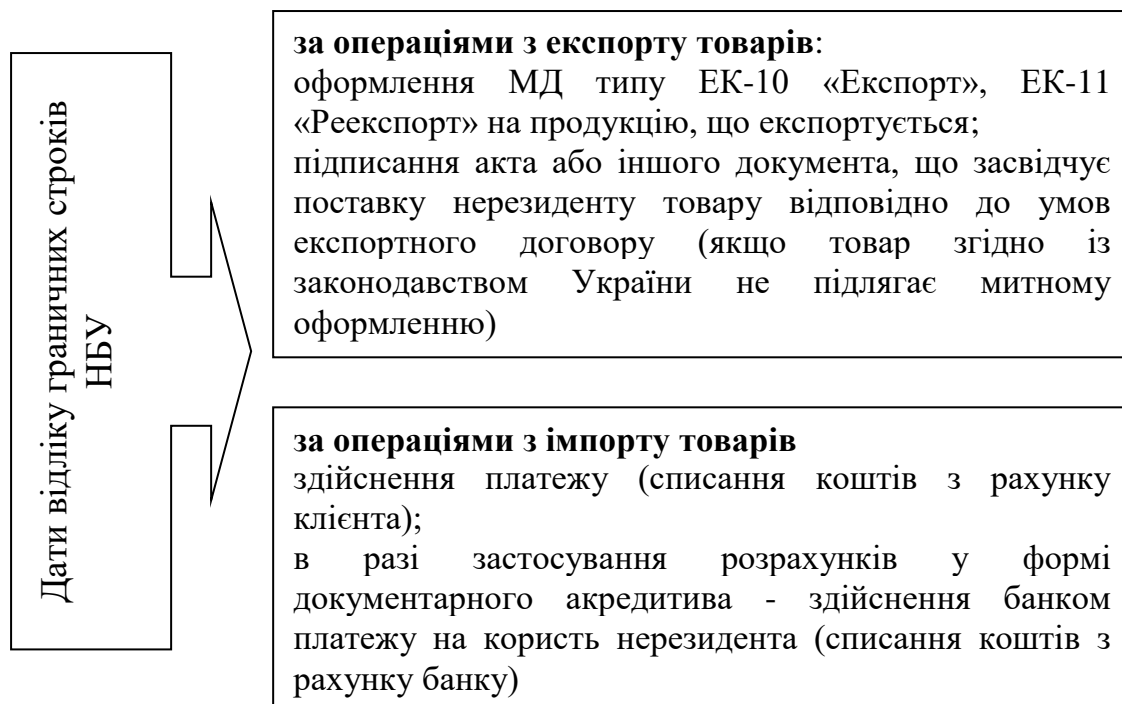 Дати відліку граничних строків
НБУ
за операціями з експорту товарів:
оформлення МД типу ЕК-10 «Експорт», ЕК-11
«Реекспорт» на продукцію, що експортується;
підписання акта або іншого документа, що засвідчує
поставку нерезиденту товару відповідно до умов
експортного договору (якщо товар згідно із
законодавством України не підлягає митному
оформленню)
за операціями з імпорту товарів
здійснення платежу (списання коштів з рахунку
клієнта);
в разі застосування розрахунків у формі
документарного акредитива - здійснення банком
платежу на користь нерезидента (списання коштів з
рахунку банку)